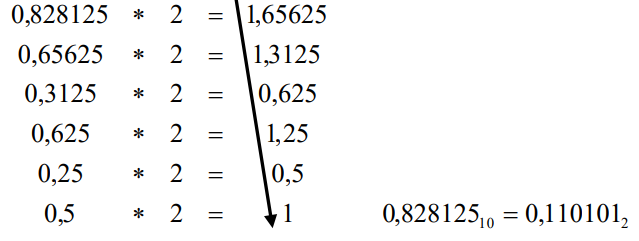 0,828125 * 2 = 1,65625
0,65625 * 2 = 1,3125
0,3125 * 2 = 0,625
0,625 * 2 = 1,25
0,25 * 2 = 0,5
0,5 * 2 = 1 0,828125₁₀ = 0,110101₂